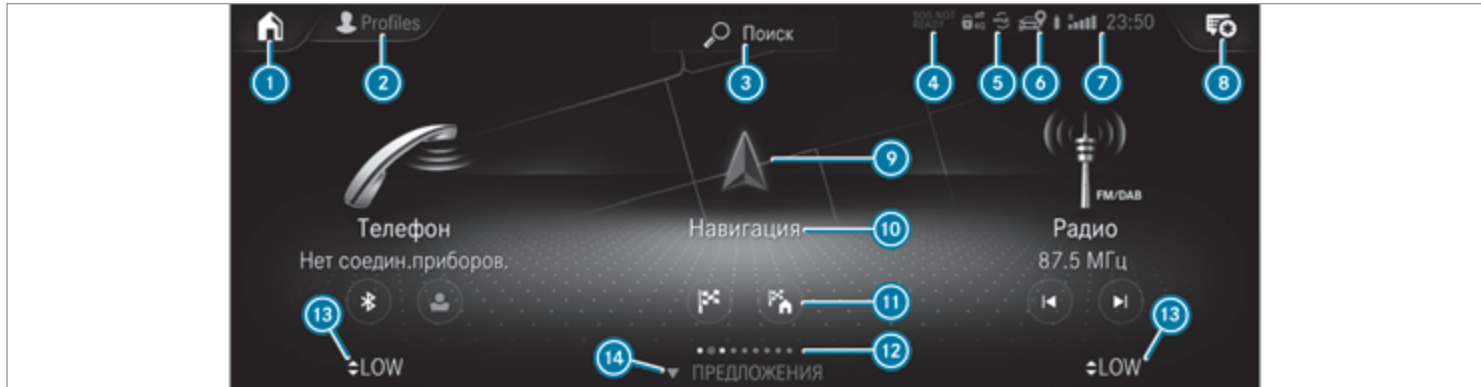 Profiles
Поиск
SOS NOT
READY
4G
23:50
1
2
3
4
5
6
7
8
9
FM/DAB
Телефон
Навигация
10
Радио
Нет соедин.приборов.
87.5 МГц
11
13
13
12
14
LOW
ПРЕДЛОЖЕНИЯ
LOW